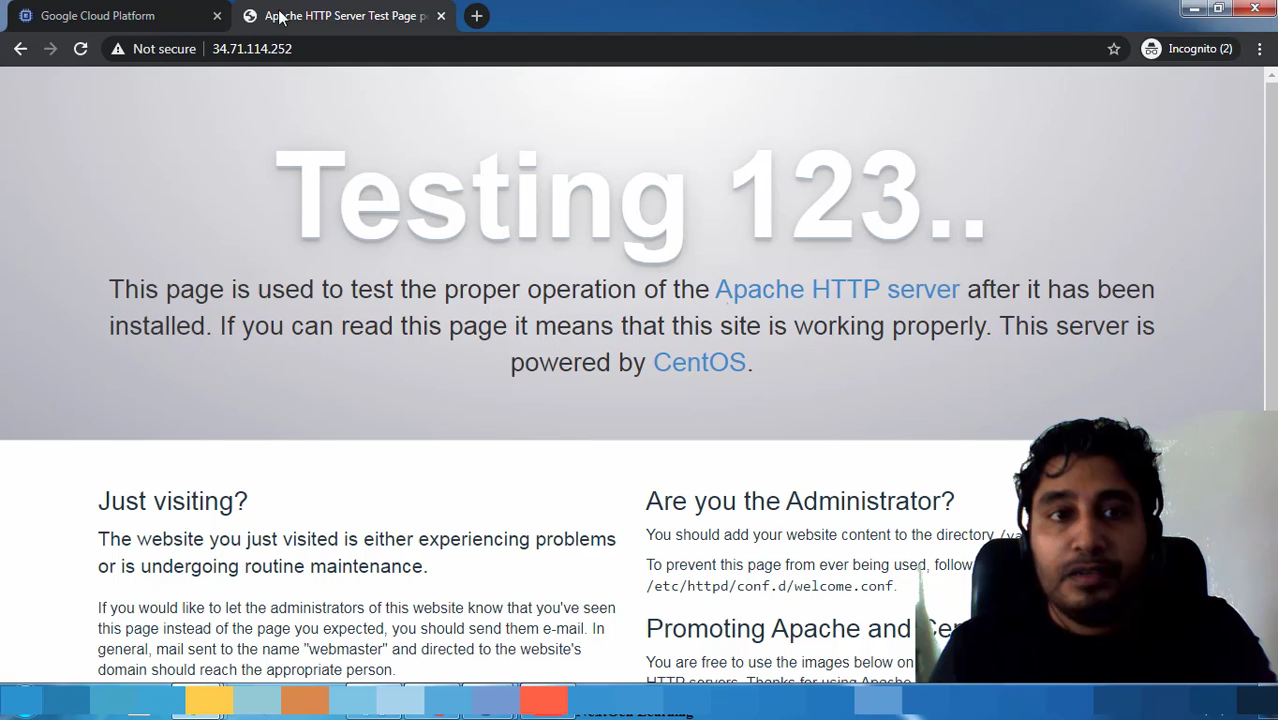 Google Cloud Platform
Apache HTTP Server Test Page p
Not secure
34.71.114.252
Incognito (2)
Testing 123..
This page is used to test the proper operation of the Apache HTTP server after it has been
installed. If you can read this page it means that this site is working properly. This server is
powered by CentOS.
Just visiting?
The website you just visited is either experiencing problems
or is undergoing routine maintenance.
If you would like to let the administrators of this website know that you've seen
this page instead of the page you expected, you should send them e-mail. In
general, mail sent to the name "webmaster" and directed to the website's
domain should reach the appropriate person.
Are you the Administrator?
You should add your website content to the directory
To prevent this page from ever being used, follow
/etc/httpd/conf.d/welcome.conf.
Promoting Apache and
You are free to use the images below on
HTTP servers. Thanks for using Apache
NextGen Learning